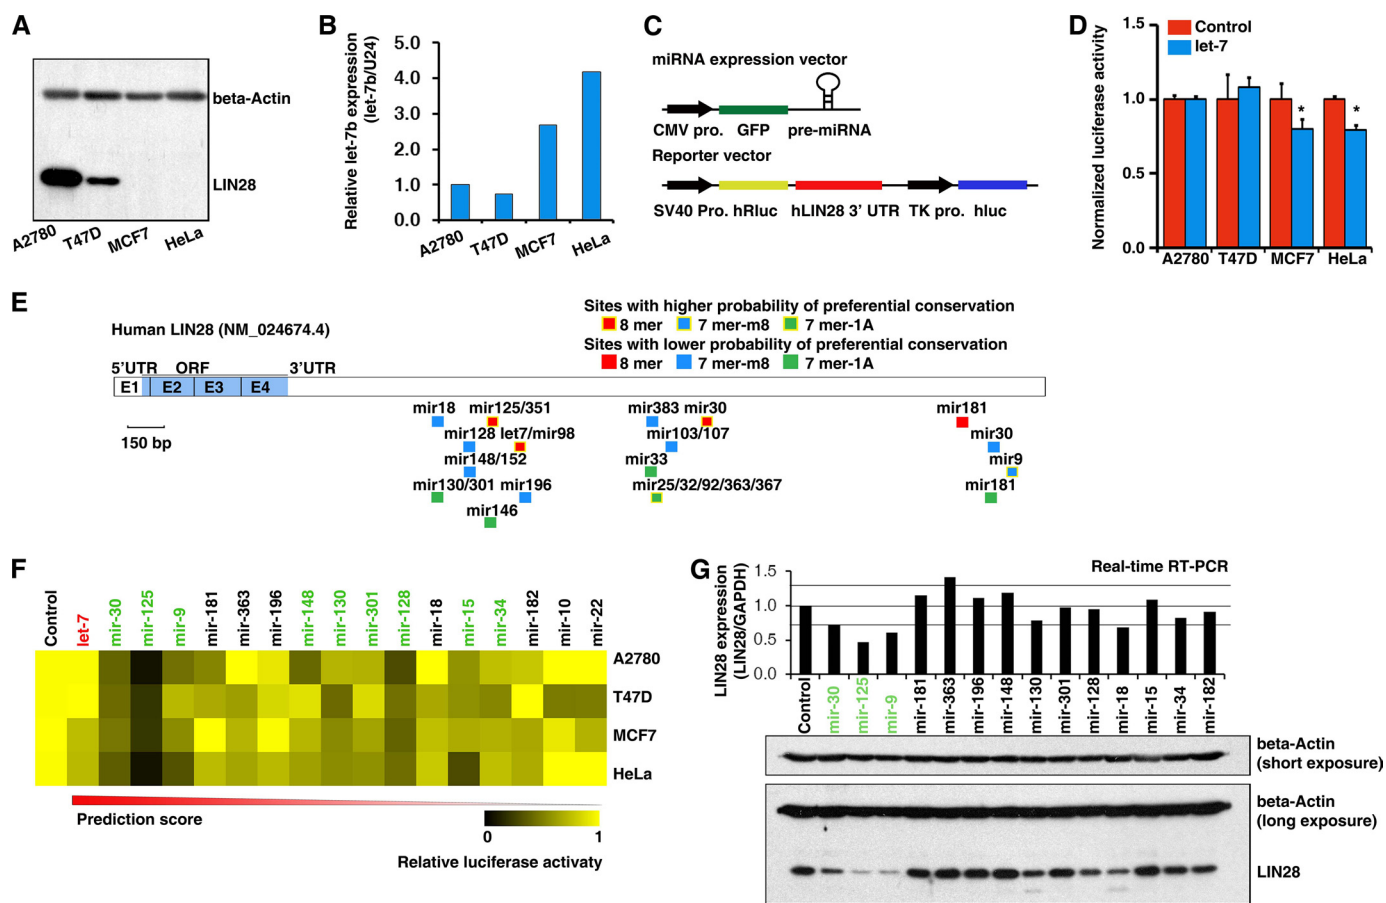 A
beta-Actin
LIN28
A2780
T47D
MCF7
HeLa
B
Relative let-7b expression
(let-7b/U24)
5.0
4.0
3.0
2.0
1.0
0.0
A2780
T47D
MCF7
HeLa
C
miRNA expression vector
CMV pro. GFP pre-miRNA
Reporter vector
SV40 Pro. hRluc hLIN28 3' UTR TK pro. hluc
D
Normalized luciferase activity
1.5
1.0
0.5
0.0
Control
let-7
*
*
A2780 T47D MCF7 HeLa
E
Human LIN28 (NM_024674.4)
Sites with higher probability of preferential conservation
8 mer 7 mer-m8 7 mer-1A
Sites with lower probability of preferential conservation
8 mer 7 mer-m8 7 mer-1A
5'UTR ORF 3'UTR
E1 E2 E3 E4
150 bp
mir18 mir125/351 mir383 mir30 mir181
mir128 let7/mir98 mir103/107 mir30
mir148/152 mir33 mir9
mir130/301 mir196 mir25/32/92/363/367 mir181
mir146
F
Control
let-7
mir-30
mir-125
mir-9
mir-181
mir-363
mir-196
mir-148
mir-130
mir-301
mir-128
mir-18
mir-15
mir-34
mir-182
mir-10
mir-22
A2780
T47D
MCF7
HeLa
Prediction score
0 1
Relative luciferase activaty
G
Real-time RT-PCR
LIN28 expression
(LIN28/GAPDH)
1.5
1.0
0.5
0.0
Control
mir-30
mir-125
mir-9
mir-181
mir-363
mir-196
mir-148
mir-130
mir-301
mir-128
mir-18
mir-15
mir-34
mir-182
beta-Actin
(short exposure)
beta-Actin
(long exposure)
LIN28